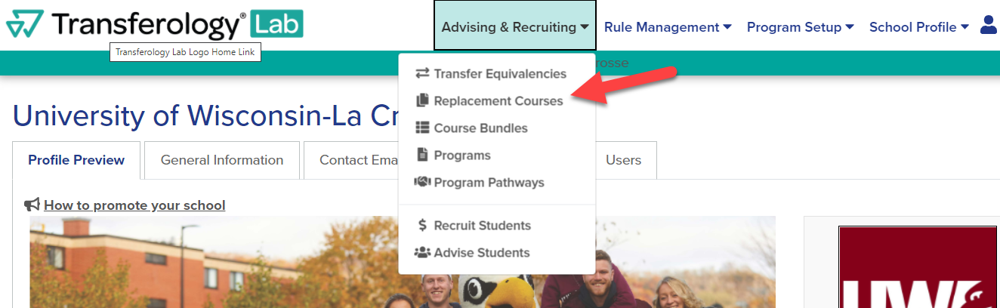 Transferology® Lab
Advising & Recruiting
Rule Management
Program Setup
School Profile
Transferology Lab Logo Home Link
rosse
Transfer Equivalencies
Replacement Courses
Course Bundles
Programs
Program Pathways
Recruit Students
Advise Students
University of Wisconsin-La Cr
Profile Preview
General Information
Contact Ema
Users
How to promote your school
UW